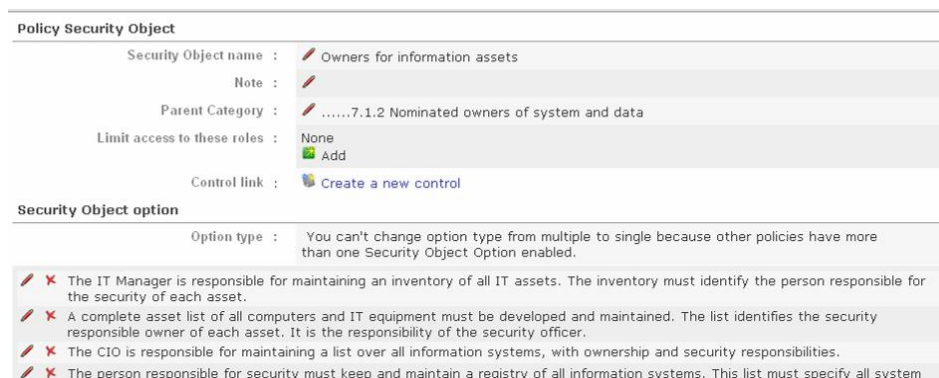 Policy Security Object
Security Object name : Owners for information assets
Note :
Parent Category : ......7.1.2 Nominated owners of system and data
Limit access to these roles : None
Add
Control link : Create a new control
Security Object option
Option type : You can't change option type from multiple to single because other policies have more
than one Security Object Option enabled.
The IT Manager is responsible for maintaining an inventory of all IT assets. The inventory must identify the person responsible for
the security of each asset.
A complete asset list of all computers and IT equipment must be developed and maintained. The list identifies the security
responsible owner of each asset. It is the responsibility of the security officer.
The CIO is responsible for maintaining a list over all information systems, with ownership and security responsibilities.
The person responsible for security must keep and maintain a registry of all information systems. This list must specify all system